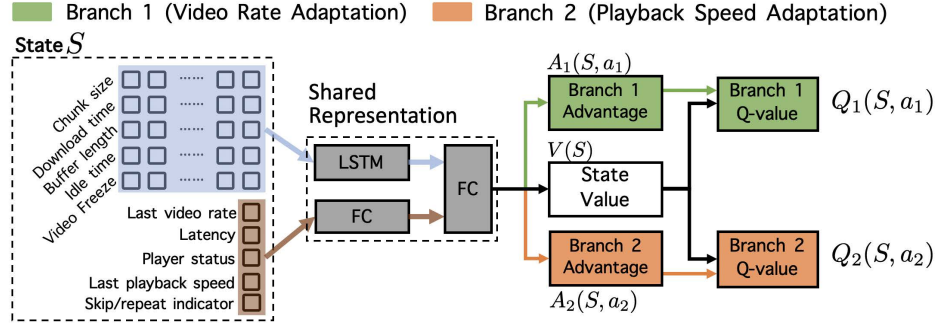 Branch 1 (Video Rate Adaptation)
Branch 2 (Playback Speed Adaptation)
State S
Chunk size
Download time
Buffer length
Idle time
Video Freeze
Last video rate
Latency
Player status
Last playback speed
Skip/repeat indicator
Shared
Representation
LSTM
FC
FC
A₁(S, a₁)
Branch 1
Advantage
V(S)
State
Value
Branch 2
Advantage
A₂(S, a₂)
Branch 1
Q-value
Q₁(S, a₁)
Branch 2
Q-value
Q₂(S, a₂)